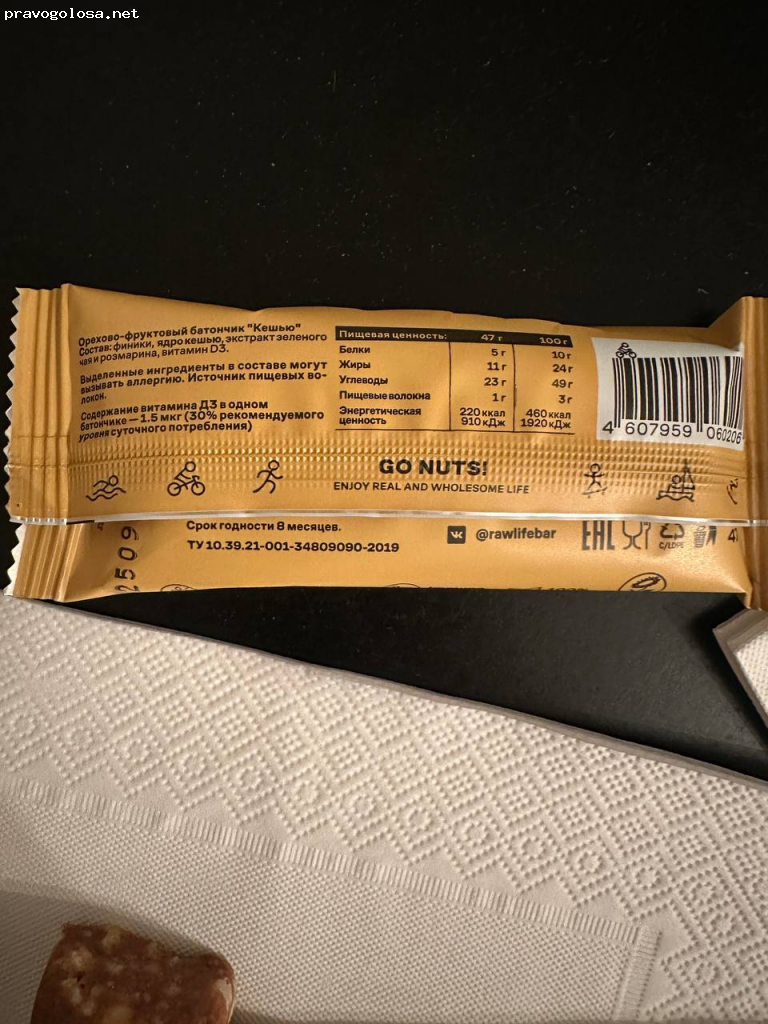 pravogolosa.net
Орехово-фруктовый батончик "Кешью"
Состав: финики, ядро кешью, экстракт зеленого
чая и розмарина, витамин D3.
Выделенные ингредиенты в составе могут
вызывать аллергию. Источник пищевых во-
локон.
Содержание витамина Д3 в одном
батончике — 1.5 мкг (30% рекомендуемого
уровня суточного потребления)
Пищевая ценность: 47 г 100 г
Белки 5 г 10 г
Жиры 11 г 24 г
Углеводы 23 г 49 г
Пищевые волокна 1 г 3 г
Энергетическая 220 ккал 460 ккал
ценность 910 кДж 1920 кДж
4 607959 060206
GO NUTS!
ENJOY REAL AND WHOLESOME LIFE
Срок годности 8 месяцев.
ТУ 10.39.21-001-34809090-2019
@rawlifebar
EAC
C/LDPE
2509